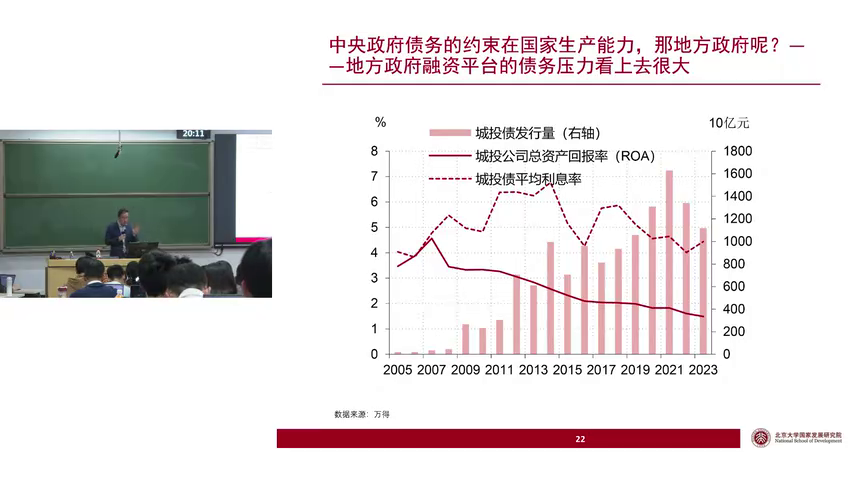 中央政府债务的约束在国家生产能力，那地方政府呢？—
—地方政府融资平台的债务压力看上去很大
20:11
%
10亿元
城投债发行量（右轴）
城投公司总资产回报率（ROA）
城投债平均利息率
8
7
6
5
4
3
2
1
0
1800
1600
1400
1200
1000
800
600
400
200
0
2005 2007 2009 2011 2013 2015 2017 2019 2021 2023
数据来源：万得
22
北京大学国家发展研究院
National School of Development